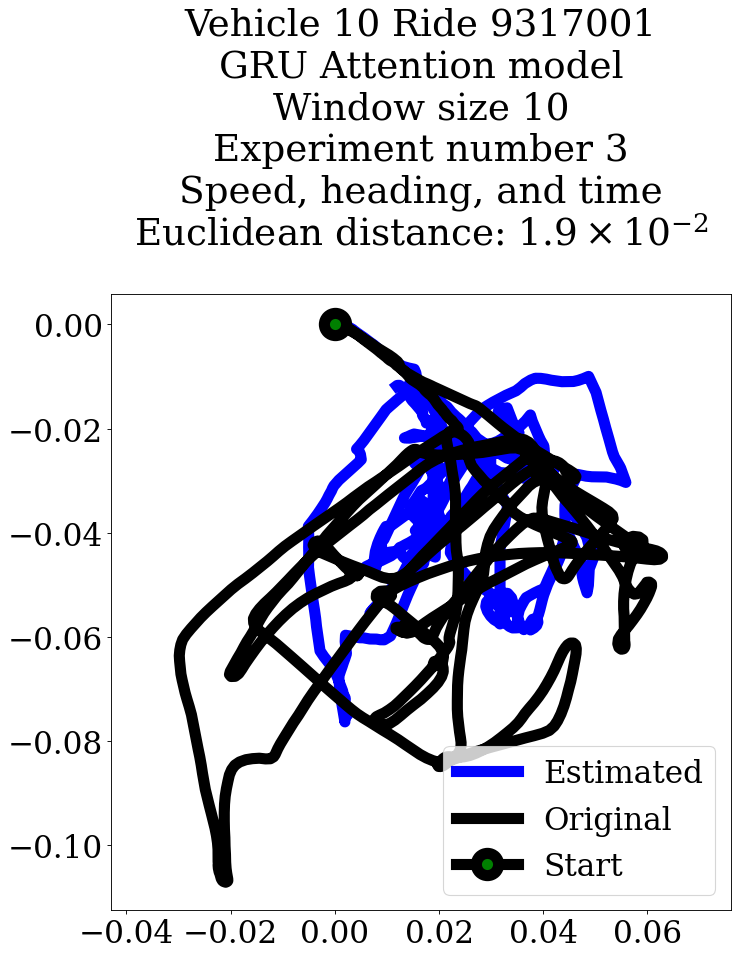 Vehicle 10 Ride 9317001
GRU Attention model
Window size 10
Experiment number 3
Speed, heading, and time
Euclidean distance: 1.9 × 10⁻²
0.00
−0.02
−0.04
−0.06
−0.08
−0.10
Estimated
Original
Start
−0.04 −0.02 0.00 0.02 0.04 0.06